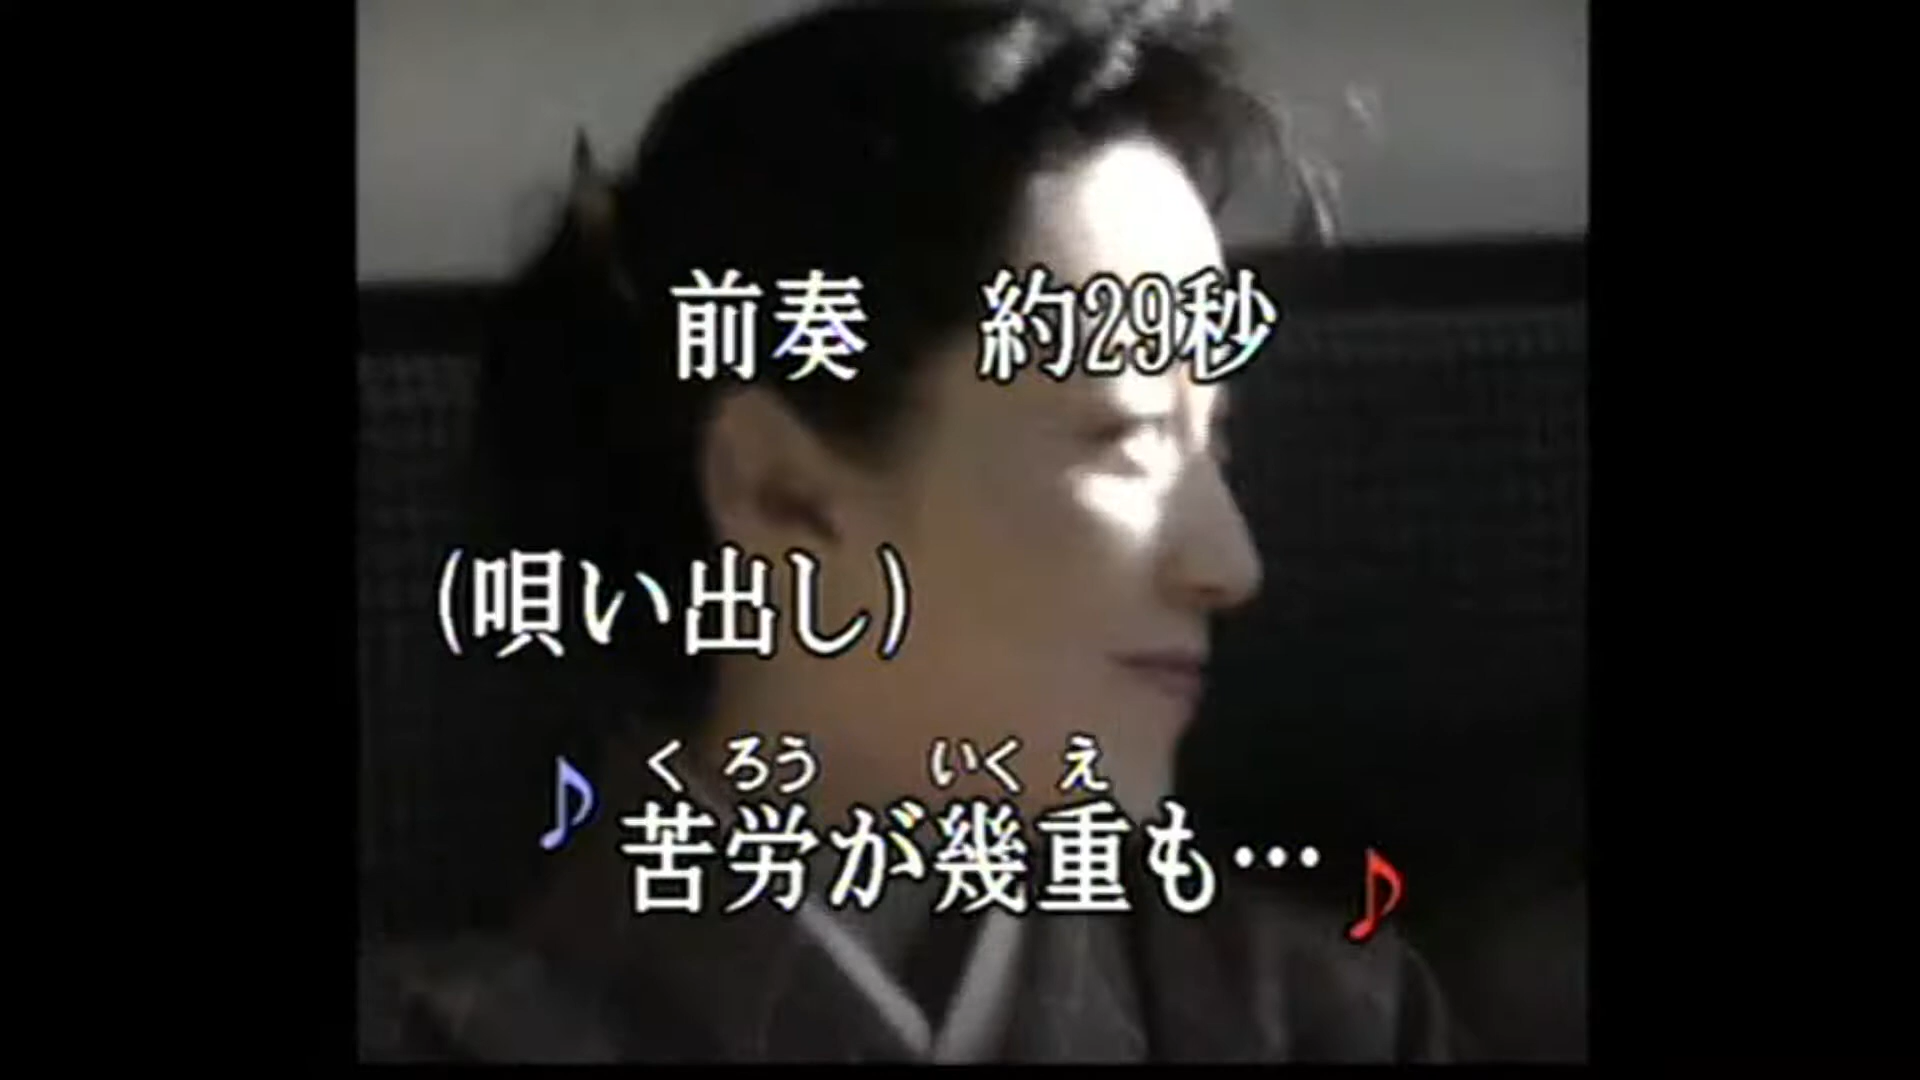 前奏　約29秒
(唄い出し)
くろう　いくえ
♪苦労が幾重も…♪